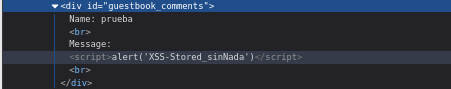 <div id="guestbook_comments">
Name: prueba
<br>
Message:
<script>alert('XSS-Stored_sinNada')</script>
<br>
</div>